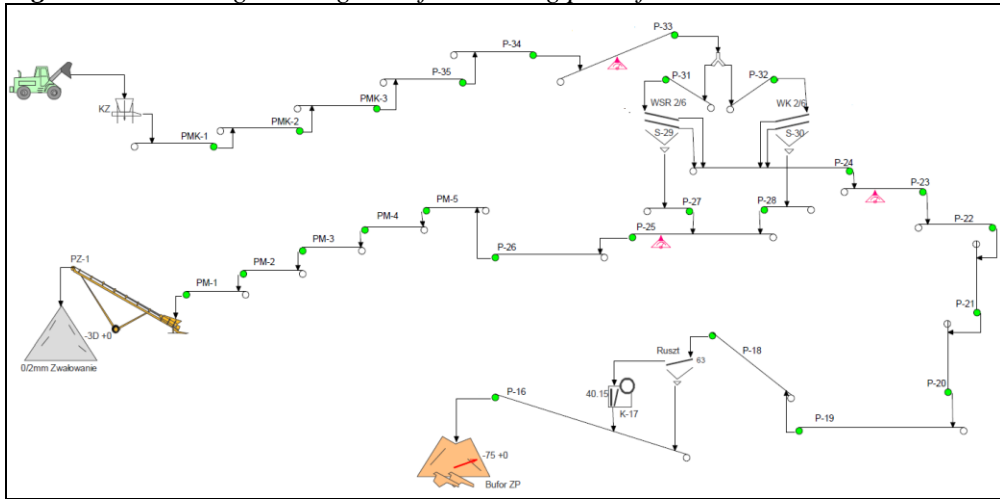 P-33
P-34
P-35
P-31
P-32
KZ
PMK-3
PMK-2
PMK-1
WSR 2/6
WK 2/6
S-29
S-30
P-24
P-23
P-22
P-27
P-28
P-25
P-26
PM-5
PM-4
PM-3
PM-2
PM-1
PZ-1
-3D +0
0/2mm Zwałowanie
P-21
P-20
P-19
P-18
Ruszt
63
40.15
K-17
P-16
-75 +0
Bufor ZP